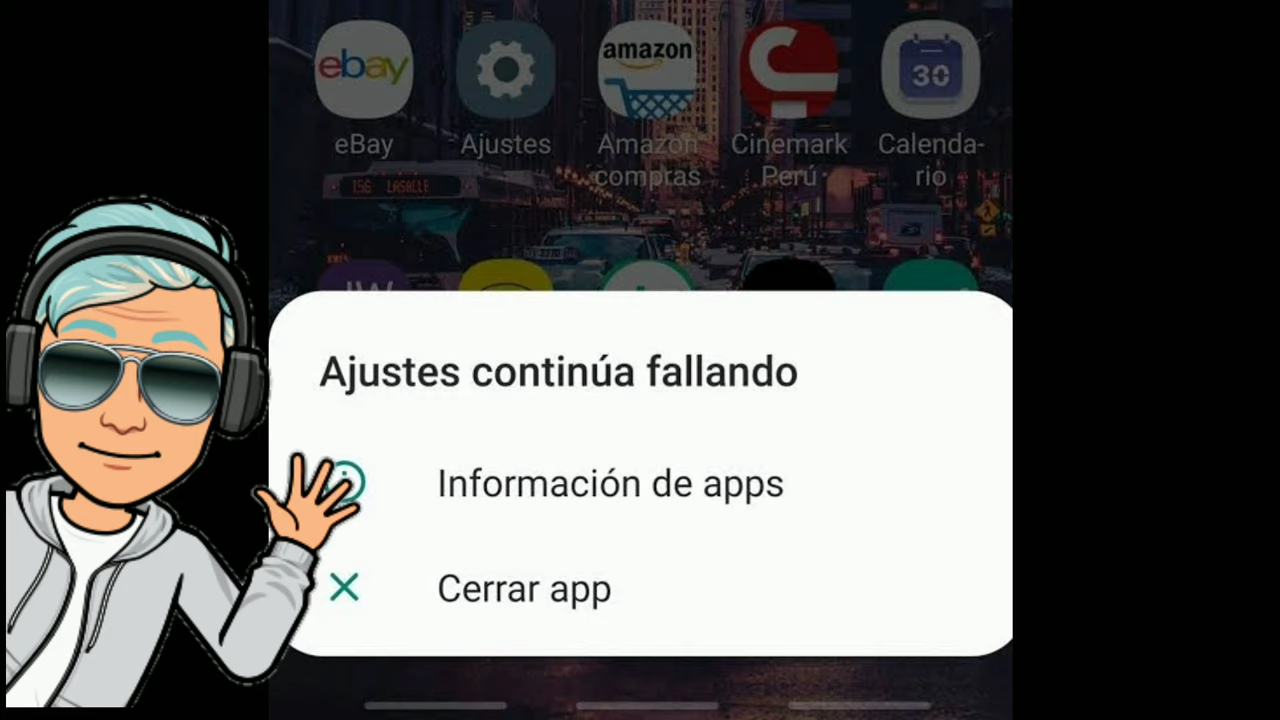 ebay
amazon
30
eBay
Ajustes
Amazon
compras
Cinemark
Perú
Calenda-
rio
156 LASALLE
Ajustes continúa fallando
Información de apps
Cerrar app